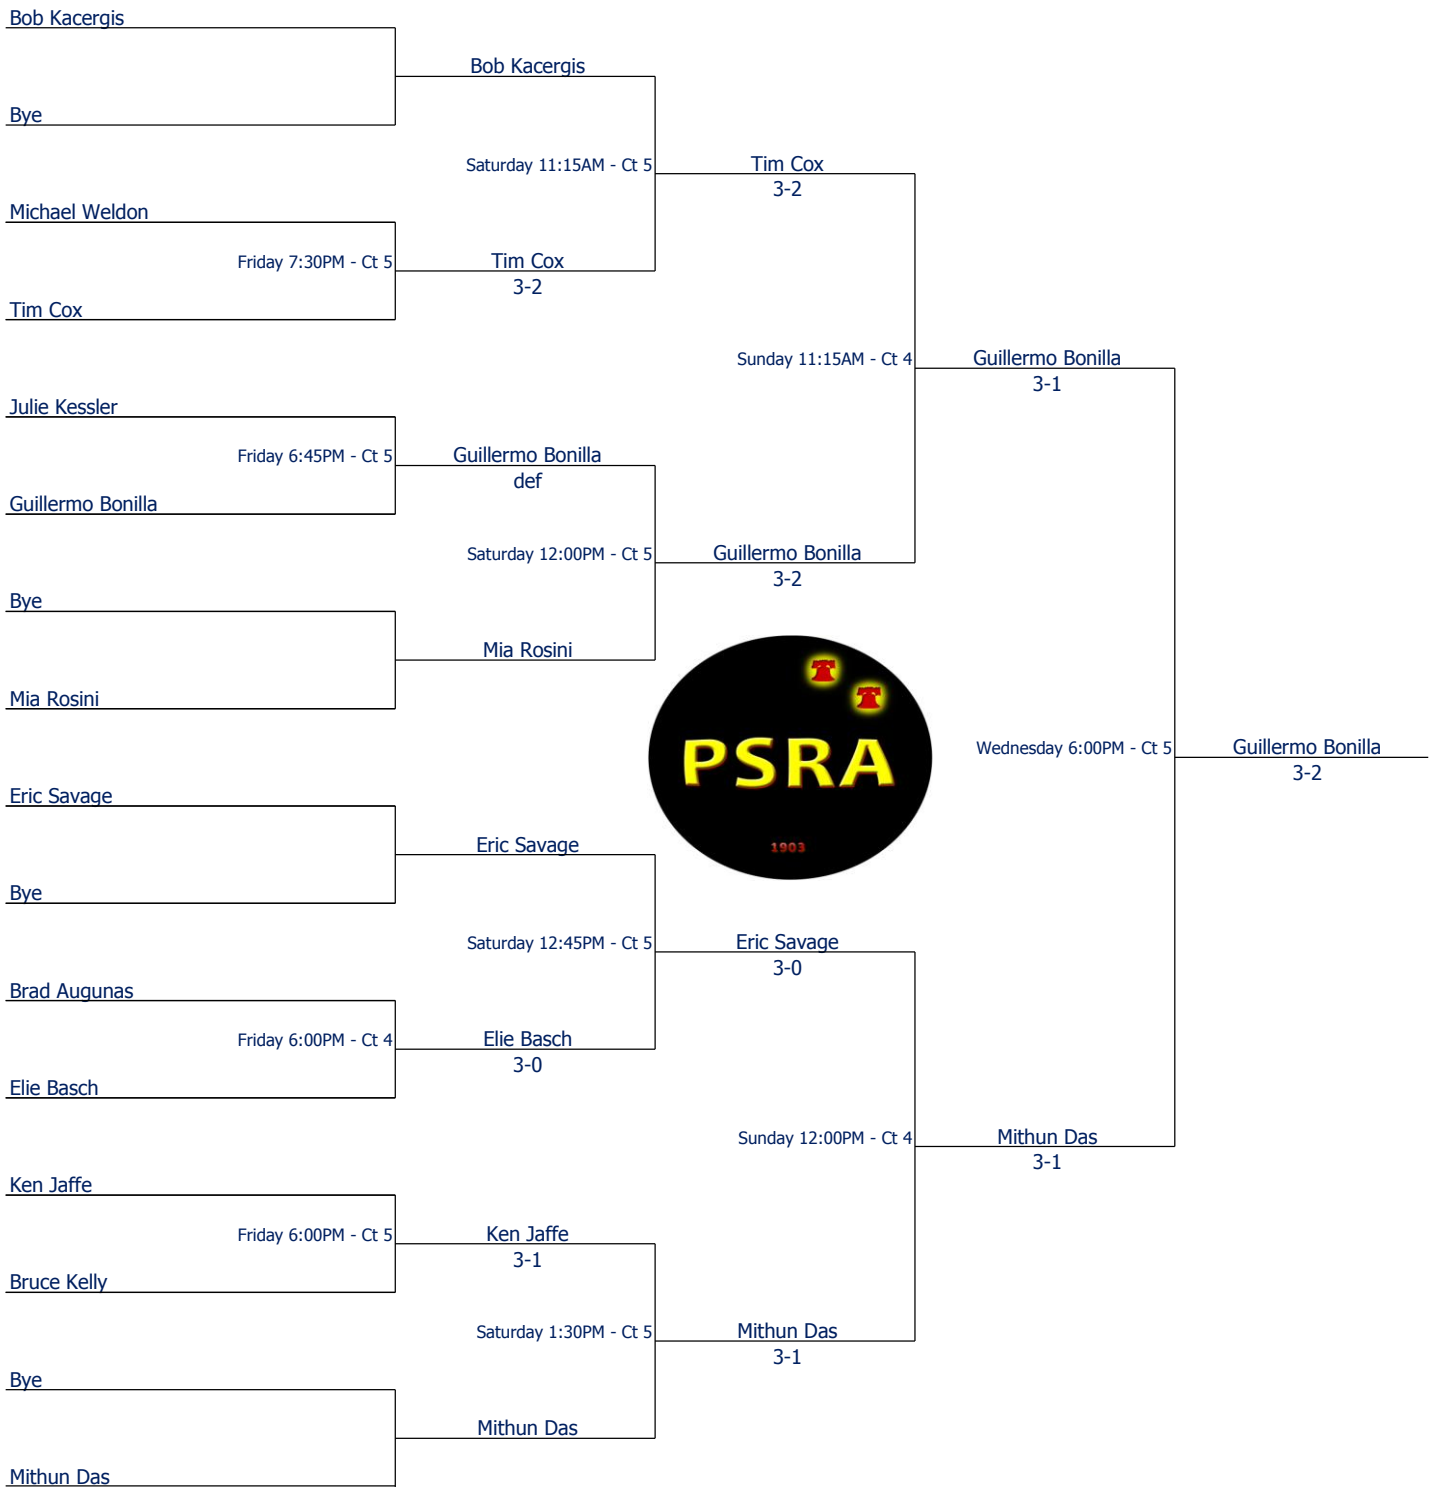 Bob Kacergis
Bob Kacergis
Bye
Saturday 11:15AM - Ct 5
Tim Cox
3-2
Michael Weldon
Friday 7:30PM - Ct 5
Tim Cox
3-2
Tim Cox
Sunday 11:15AM - Ct 4
Guillermo Bonilla
3-1
Julie Kessler
Friday 6:45PM - Ct 5
Guillermo Bonilla
def
Guillermo Bonilla
Saturday 12:00PM - Ct 5
Guillermo Bonilla
3-2
Bye
Mia Rosini
Mia Rosini
PSRA
1903
Wednesday 6:00PM - Ct 5
Guillermo Bonilla
3-2
Eric Savage
Eric Savage
Bye
Saturday 12:45PM - Ct 5
Eric Savage
3-0
Brad Augunas
Friday 6:00PM - Ct 4
Elie Basch
3-0
Elie Basch
Sunday 12:00PM - Ct 4
Mithun Das
3-1
Ken Jaffe
Friday 6:00PM - Ct 5
Ken Jaffe
3-1
Bruce Kelly
Saturday 1:30PM - Ct 5
Mithun Das
3-1
Bye
Mithun Das
Mithun Das